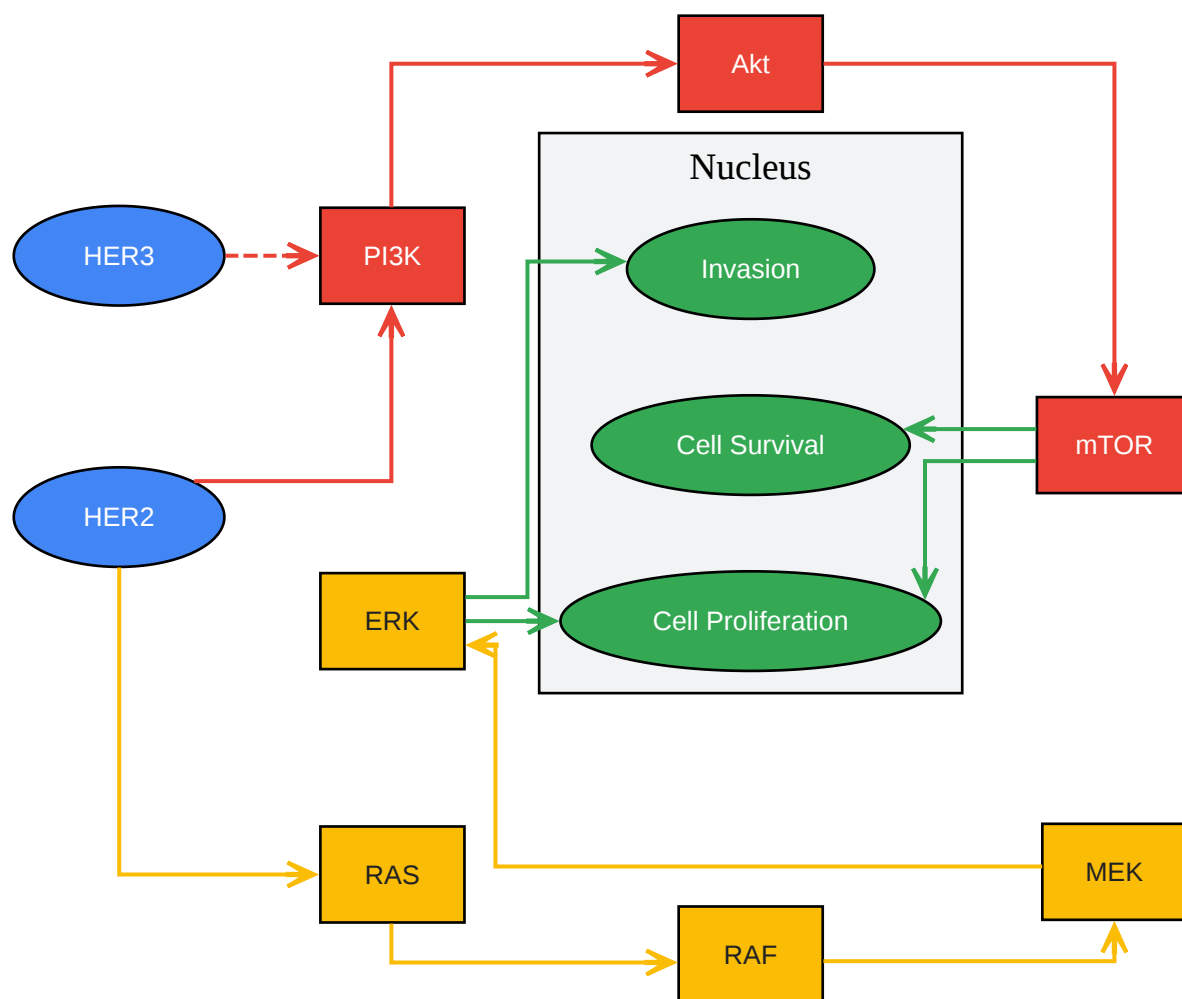 Akt
Nucleus
HER3
PI3K
Invasion
Cell Survival
mTOR
HER2
ERK
Cell Proliferation
RAS
MEK
RAF